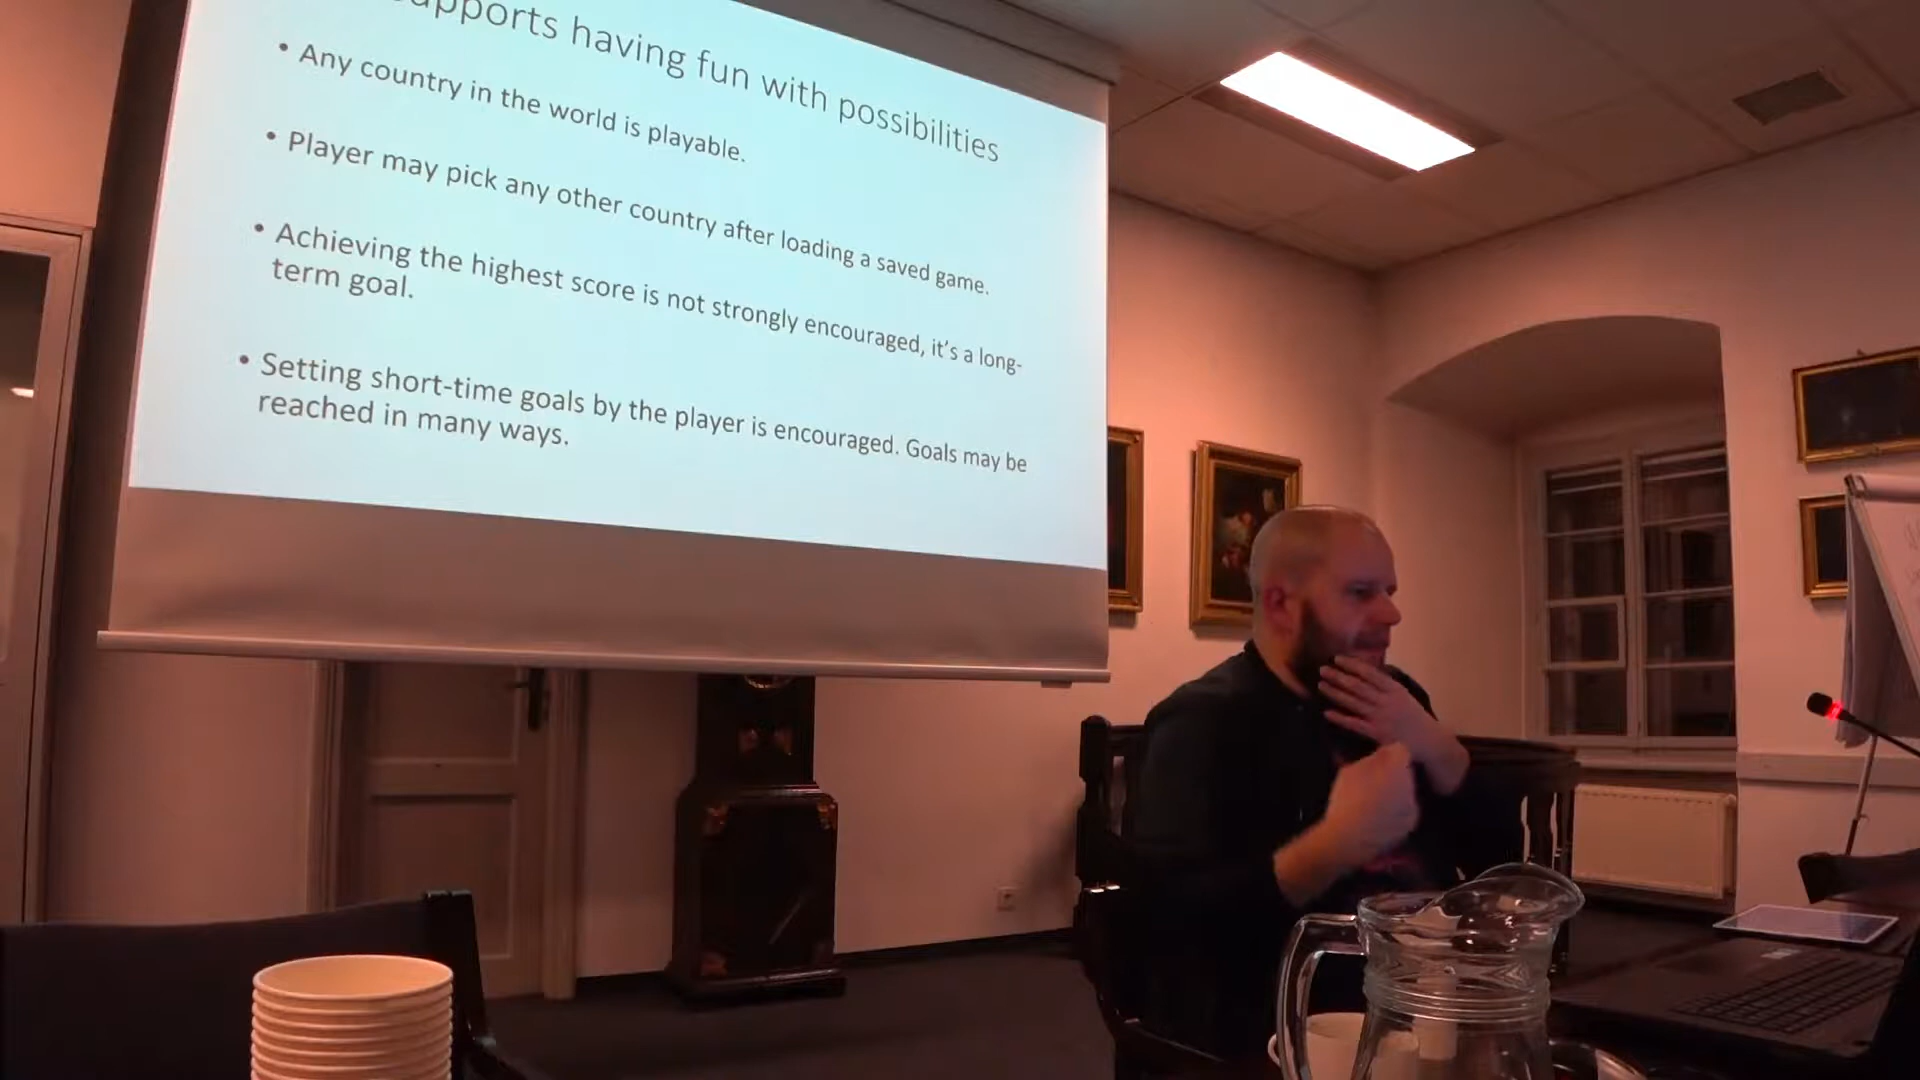 supports having fun with possibilities
• Any country in the world is playable.
• Player may pick any other country after loading a saved game.
• Achieving the highest score is not strongly encouraged, it's a long-
term goal.
• Setting short-time goals by the player is encouraged. Goals may be
reached in many ways.